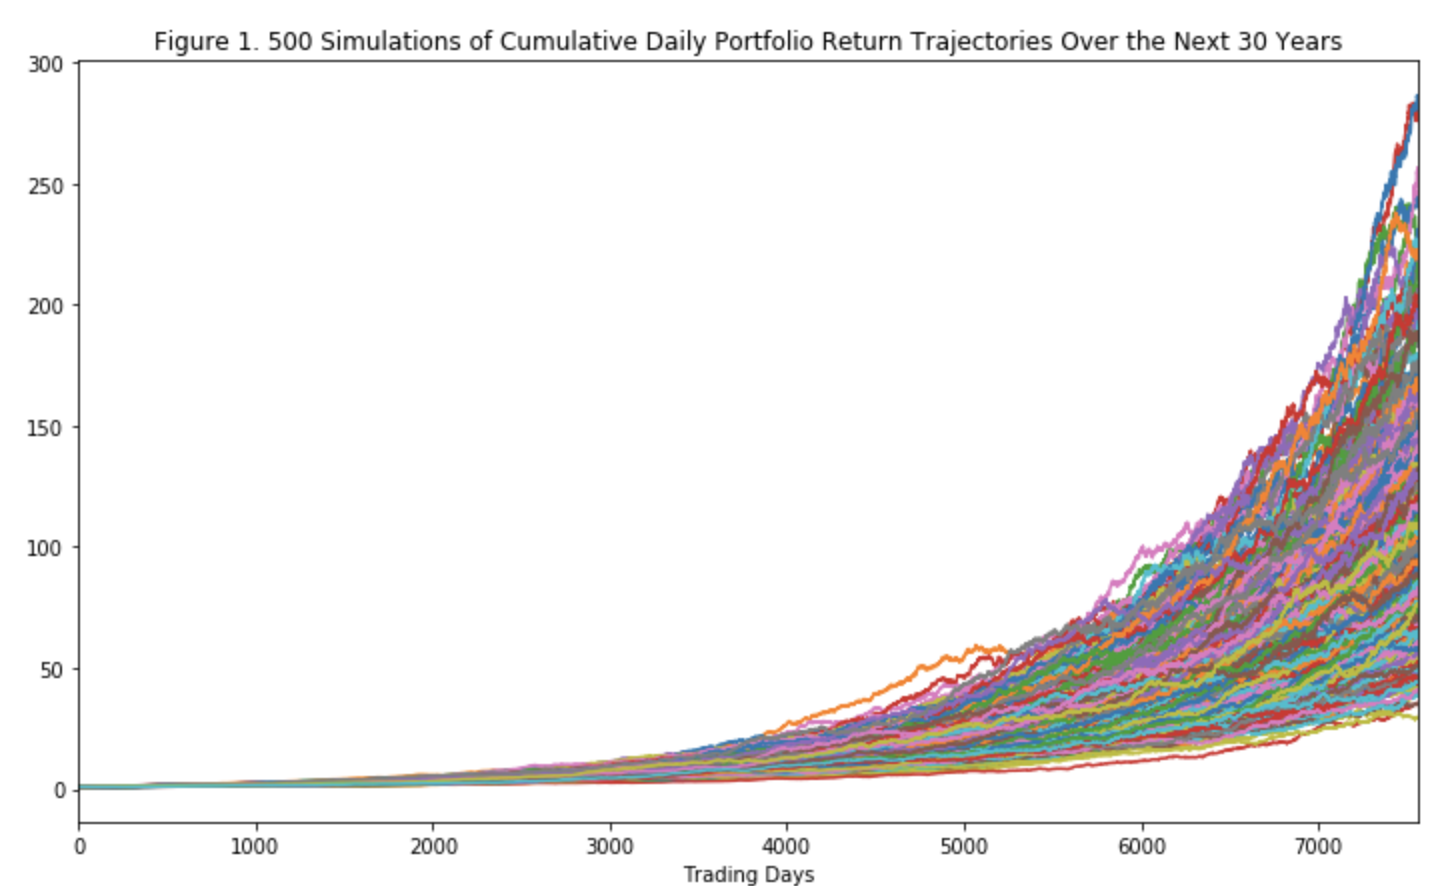 Figure 1. 500 Simulations of Cumulative Daily Portfolio Return Trajectories Over the Next 30 Years
300
250
200
150
100
50
0
0 1000 2000 3000 4000 5000 6000 7000
Trading Days